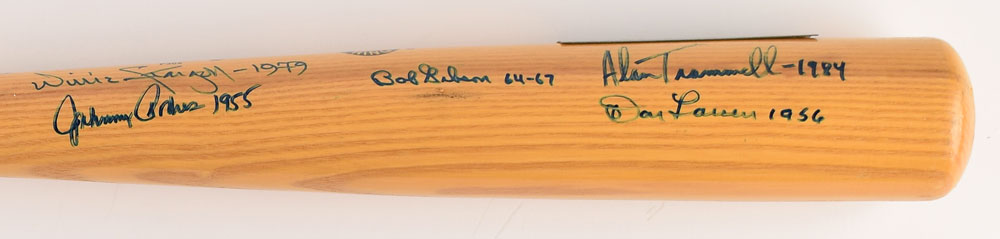 Willie Stargell - 1979
Johnny Podres 1955
Bob Gibson 64-67
Alan Trammell - 1984
Don Larsen 1956